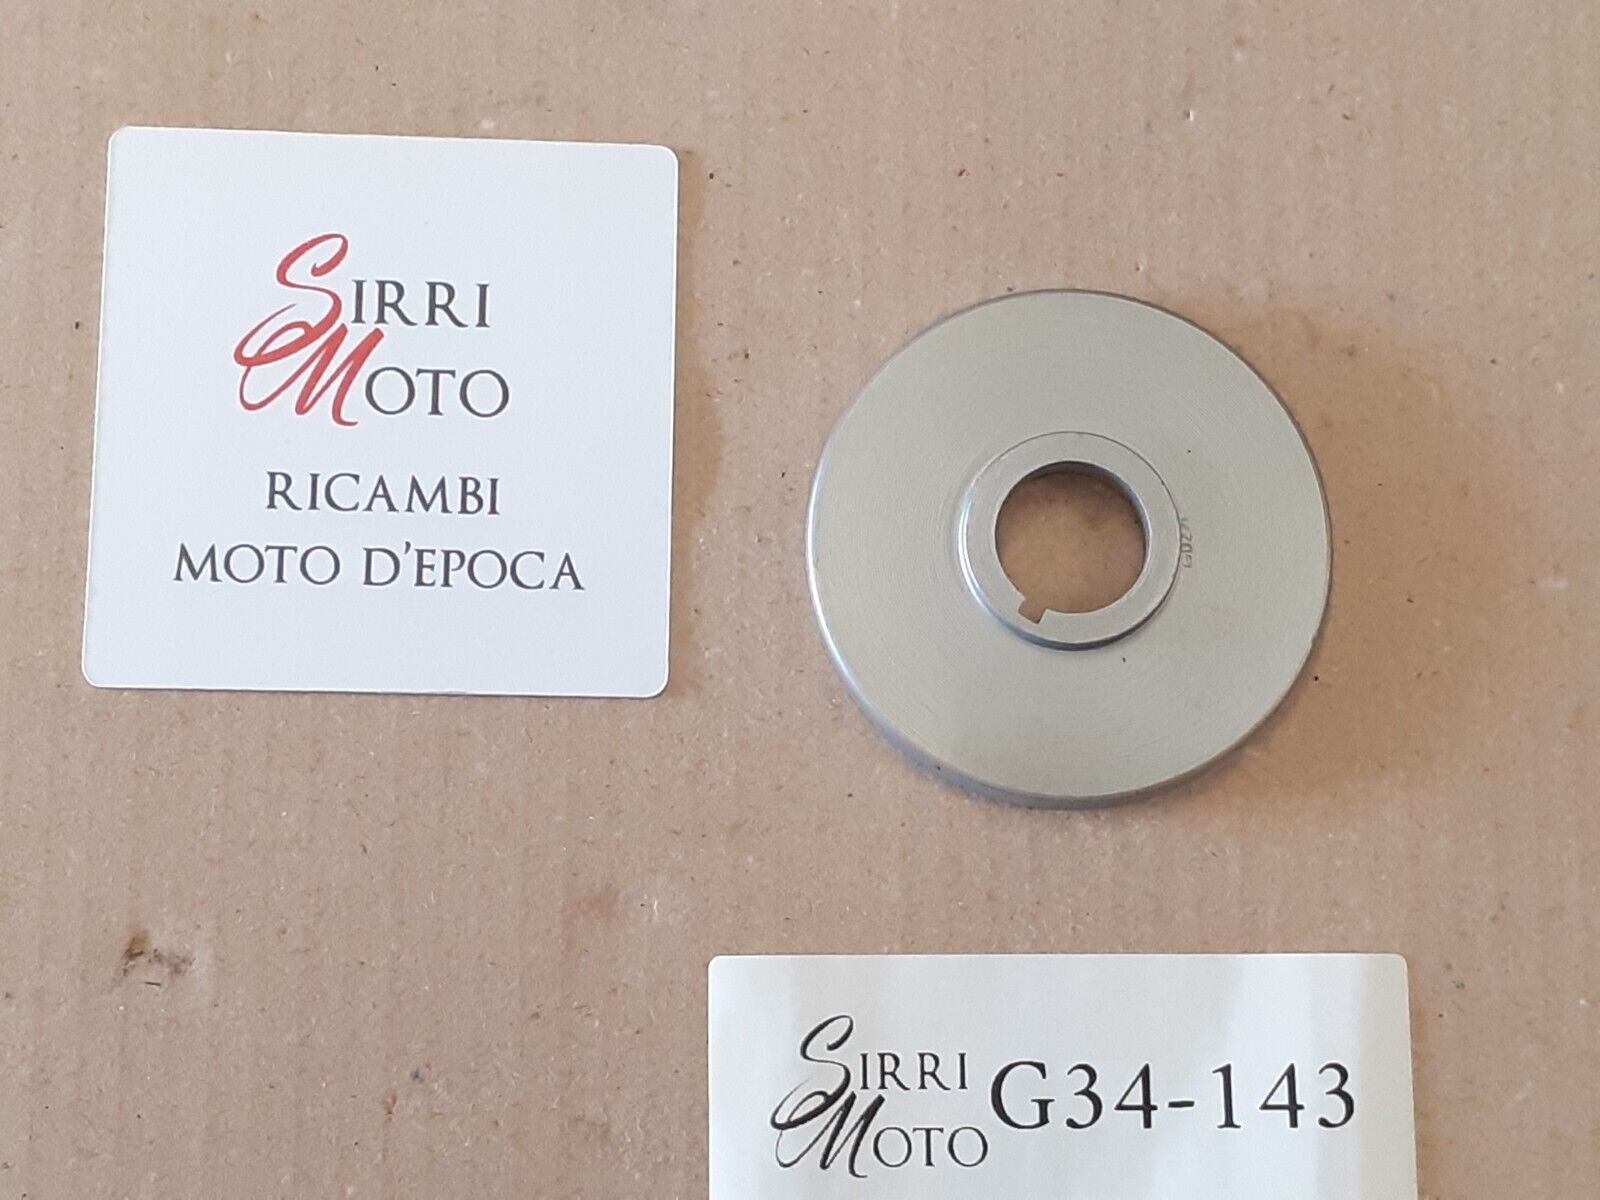 SIRRI
MOTO
RICAMBI
MOTO D'EPOCA
SIRRI
MOTO
G34-143